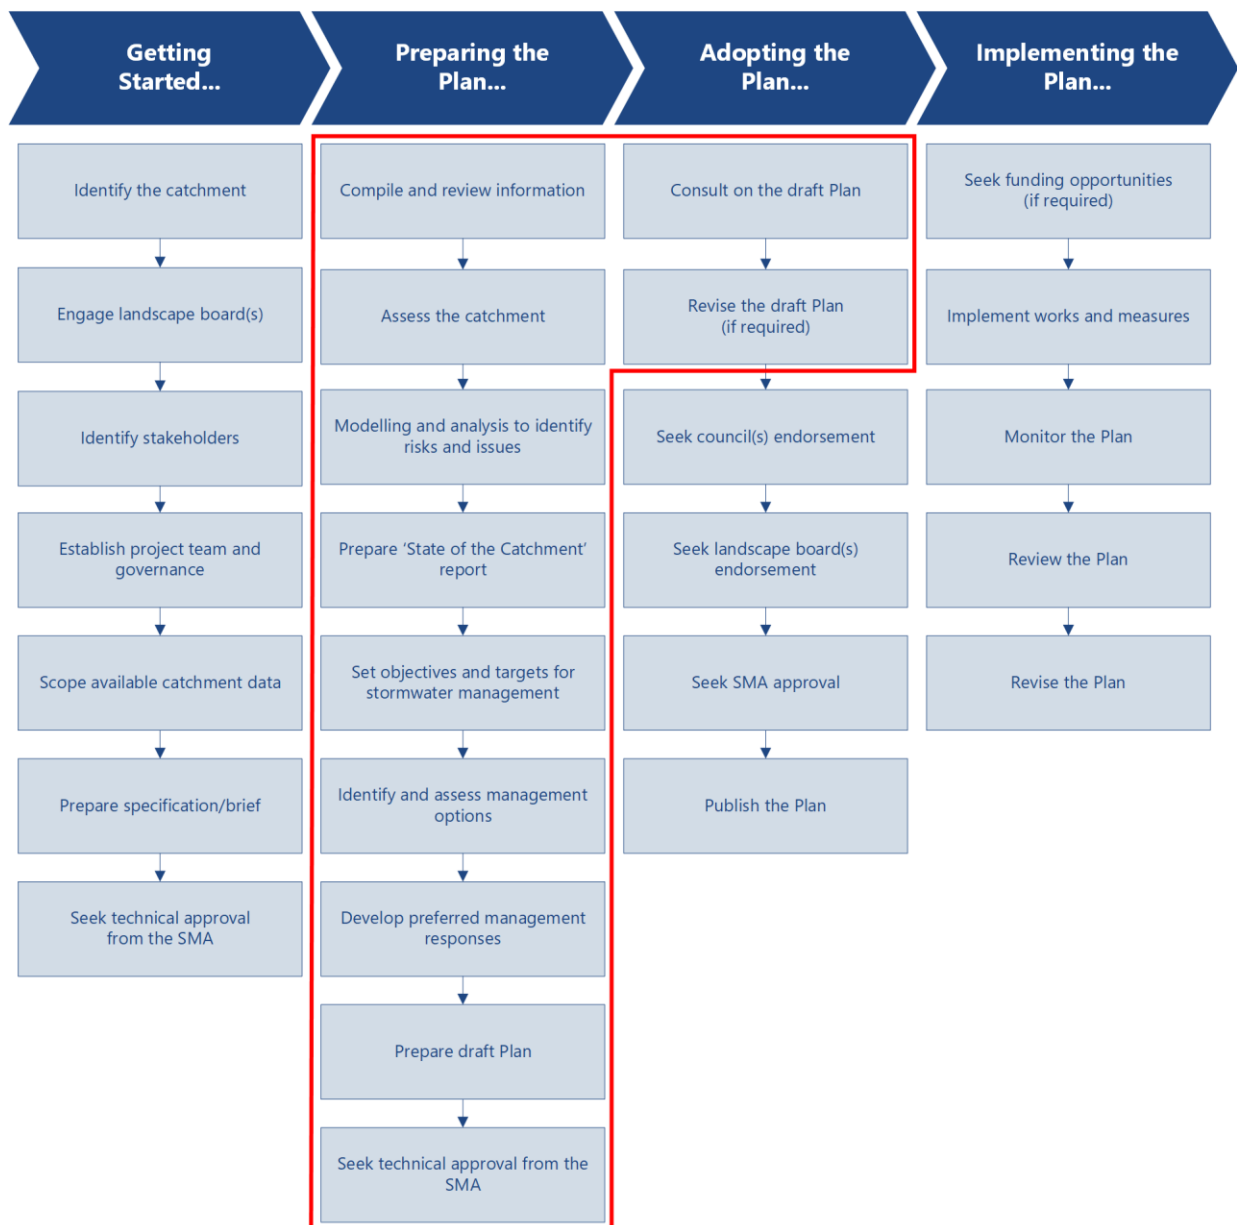 Getting
Started...
Preparing the
Plan...
Adopting the
Plan...
Implementing the
Plan...
Identify the catchment
Engage landscape board(s)
Identify stakeholders
Establish project team and
governance
Scope available catchment data
Prepare specification/brief
Seek technical approval
from the SMA
Compile and review information
Assess the catchment
Modelling and analysis to identify
risks and issues
Prepare ‘State of the Catchment’
report
Set objectives and targets for
stormwater management
Identify and assess management
options
Develop preferred management
responses
Prepare draft Plan
Seek technical approval from the
SMA
Consult on the draft Plan
Revise the draft Plan
(if required)
Seek council(s) endorsement
Seek landscape board(s)
endorsement
Seek SMA approval
Publish the Plan
Seek funding opportunities
(if required)
Implement works and measures
Monitor the Plan
Review the Plan
Revise the Plan